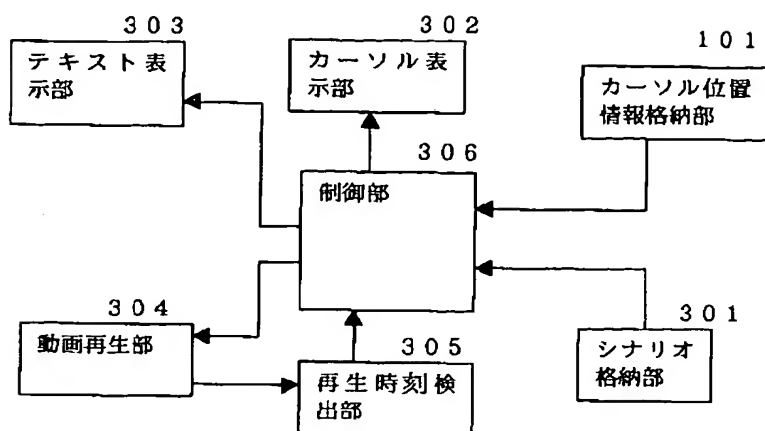 303
テキスト表
示部
302
カーソル表
示部
101
カーソル位置
情報格納部
306
制御部
304
動画再生部
305
再生時刻検
出部
301
シナリオ
格納部